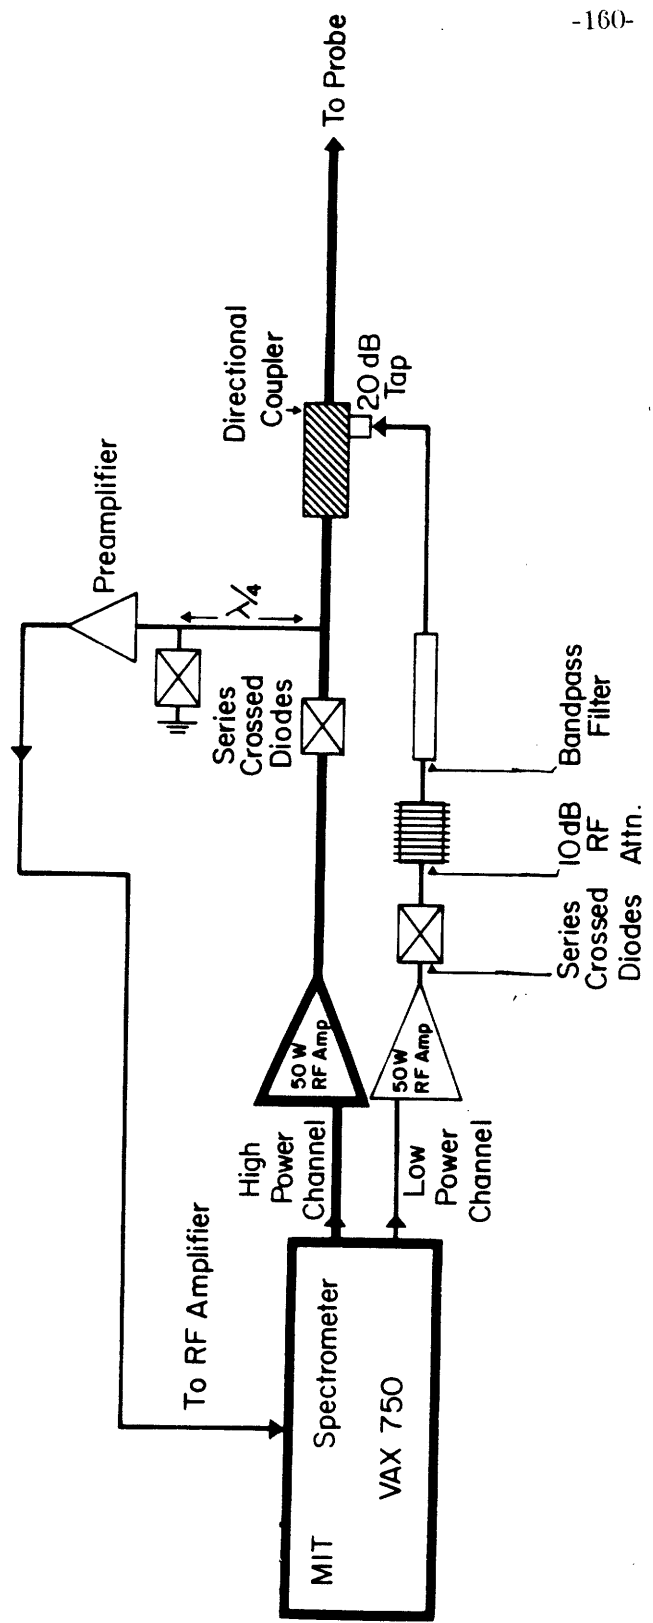 -160-
To Probe
Directional
Coupler
20 dB
Tap
Preamplifier
λ/4
Series
Crossed
Diodes
Bandpass
Filter
10 dB
RF
Attn.
Series
Crossed
Diodes
50 W
RF Amp
50W
RF Amp
High
Power
Channel
Low
Power
Channel
To RF Amplifier
MIT Spectrometer
VAX 750